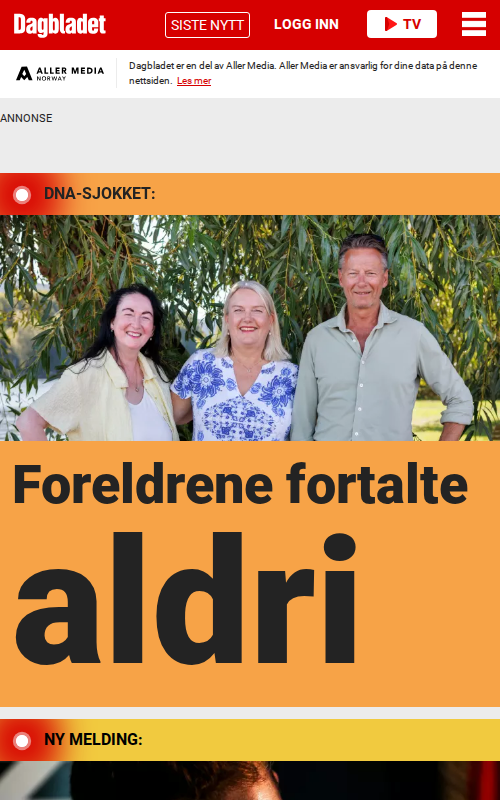 Dagbladet
SISTE NYTT
LOGG INN
TV
ALLER MEDIA
NORWAY
Dagbladet er en del av Aller Media. Aller Media er ansvarlig for dine data på denne
nettsiden. Les mer
ANNONSE
DNA-SJOKKET:
Foreldrene fortalte
aldri
NY MELDING: